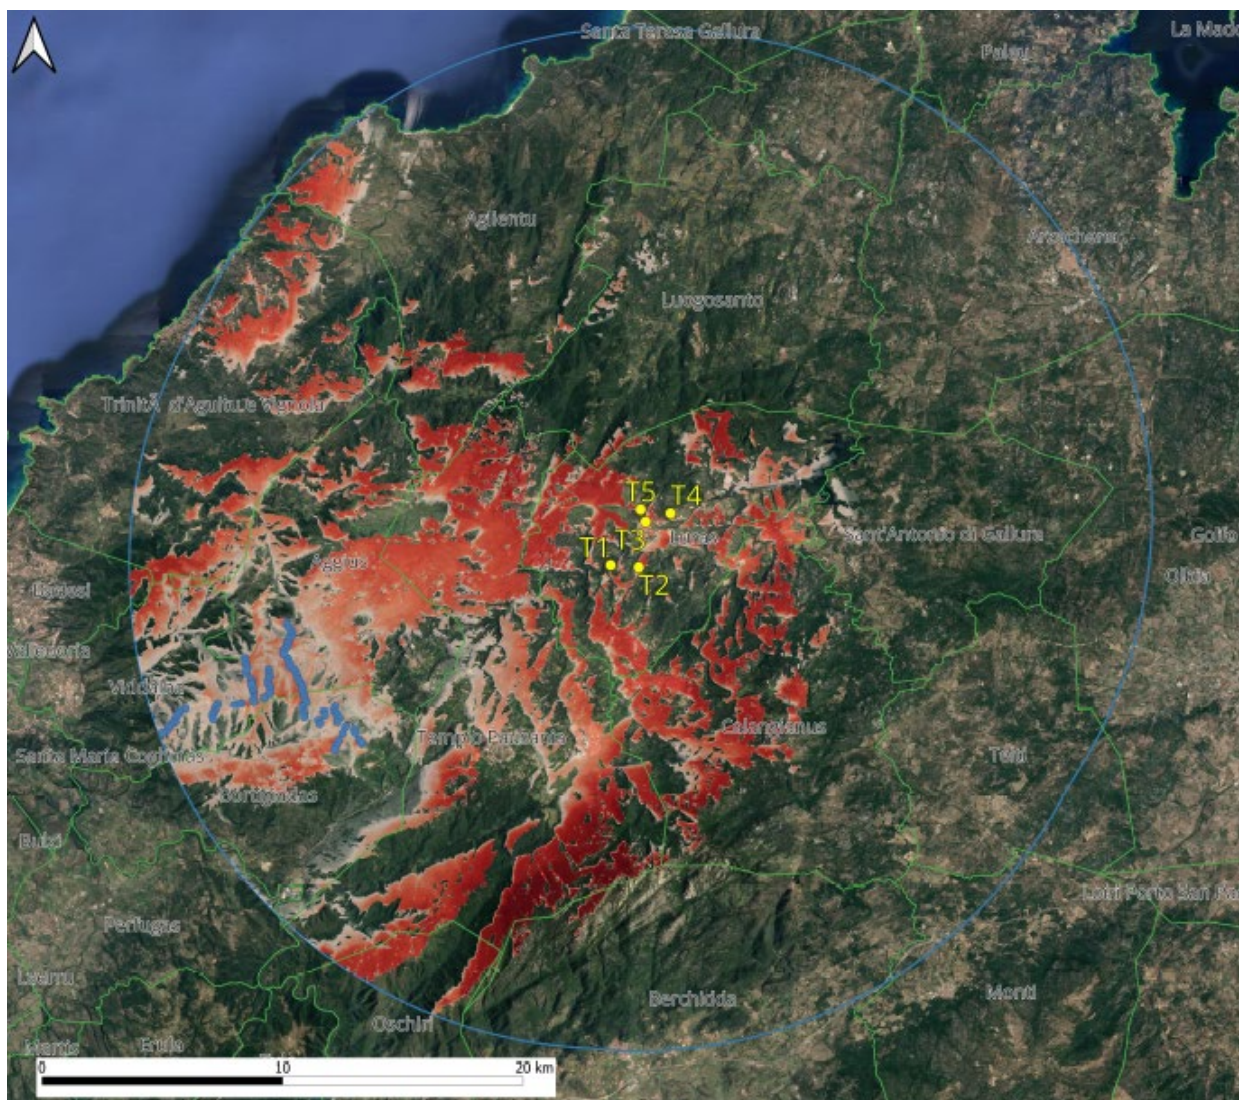 Santa Teresa Gallura
La Madd
Palau
Aglientu
Arzachena
Luogosanto
Trinità d'Agultu e Vignola
T5
T4
T3
Luras
Sant'Antonio di Gallura
Golfo
T1
T2
Aggius
Olbia
Valledoria
Viddalba
Calangianus
Tempio Pausania
Santa Maria Coghinas
Telti
Bortigiadas
Bulzi
Loiri Porto San Pa
Perfugas
Laerru
Berchidda
Monti
Oschiri
Martis
Erula
0
10
20 km